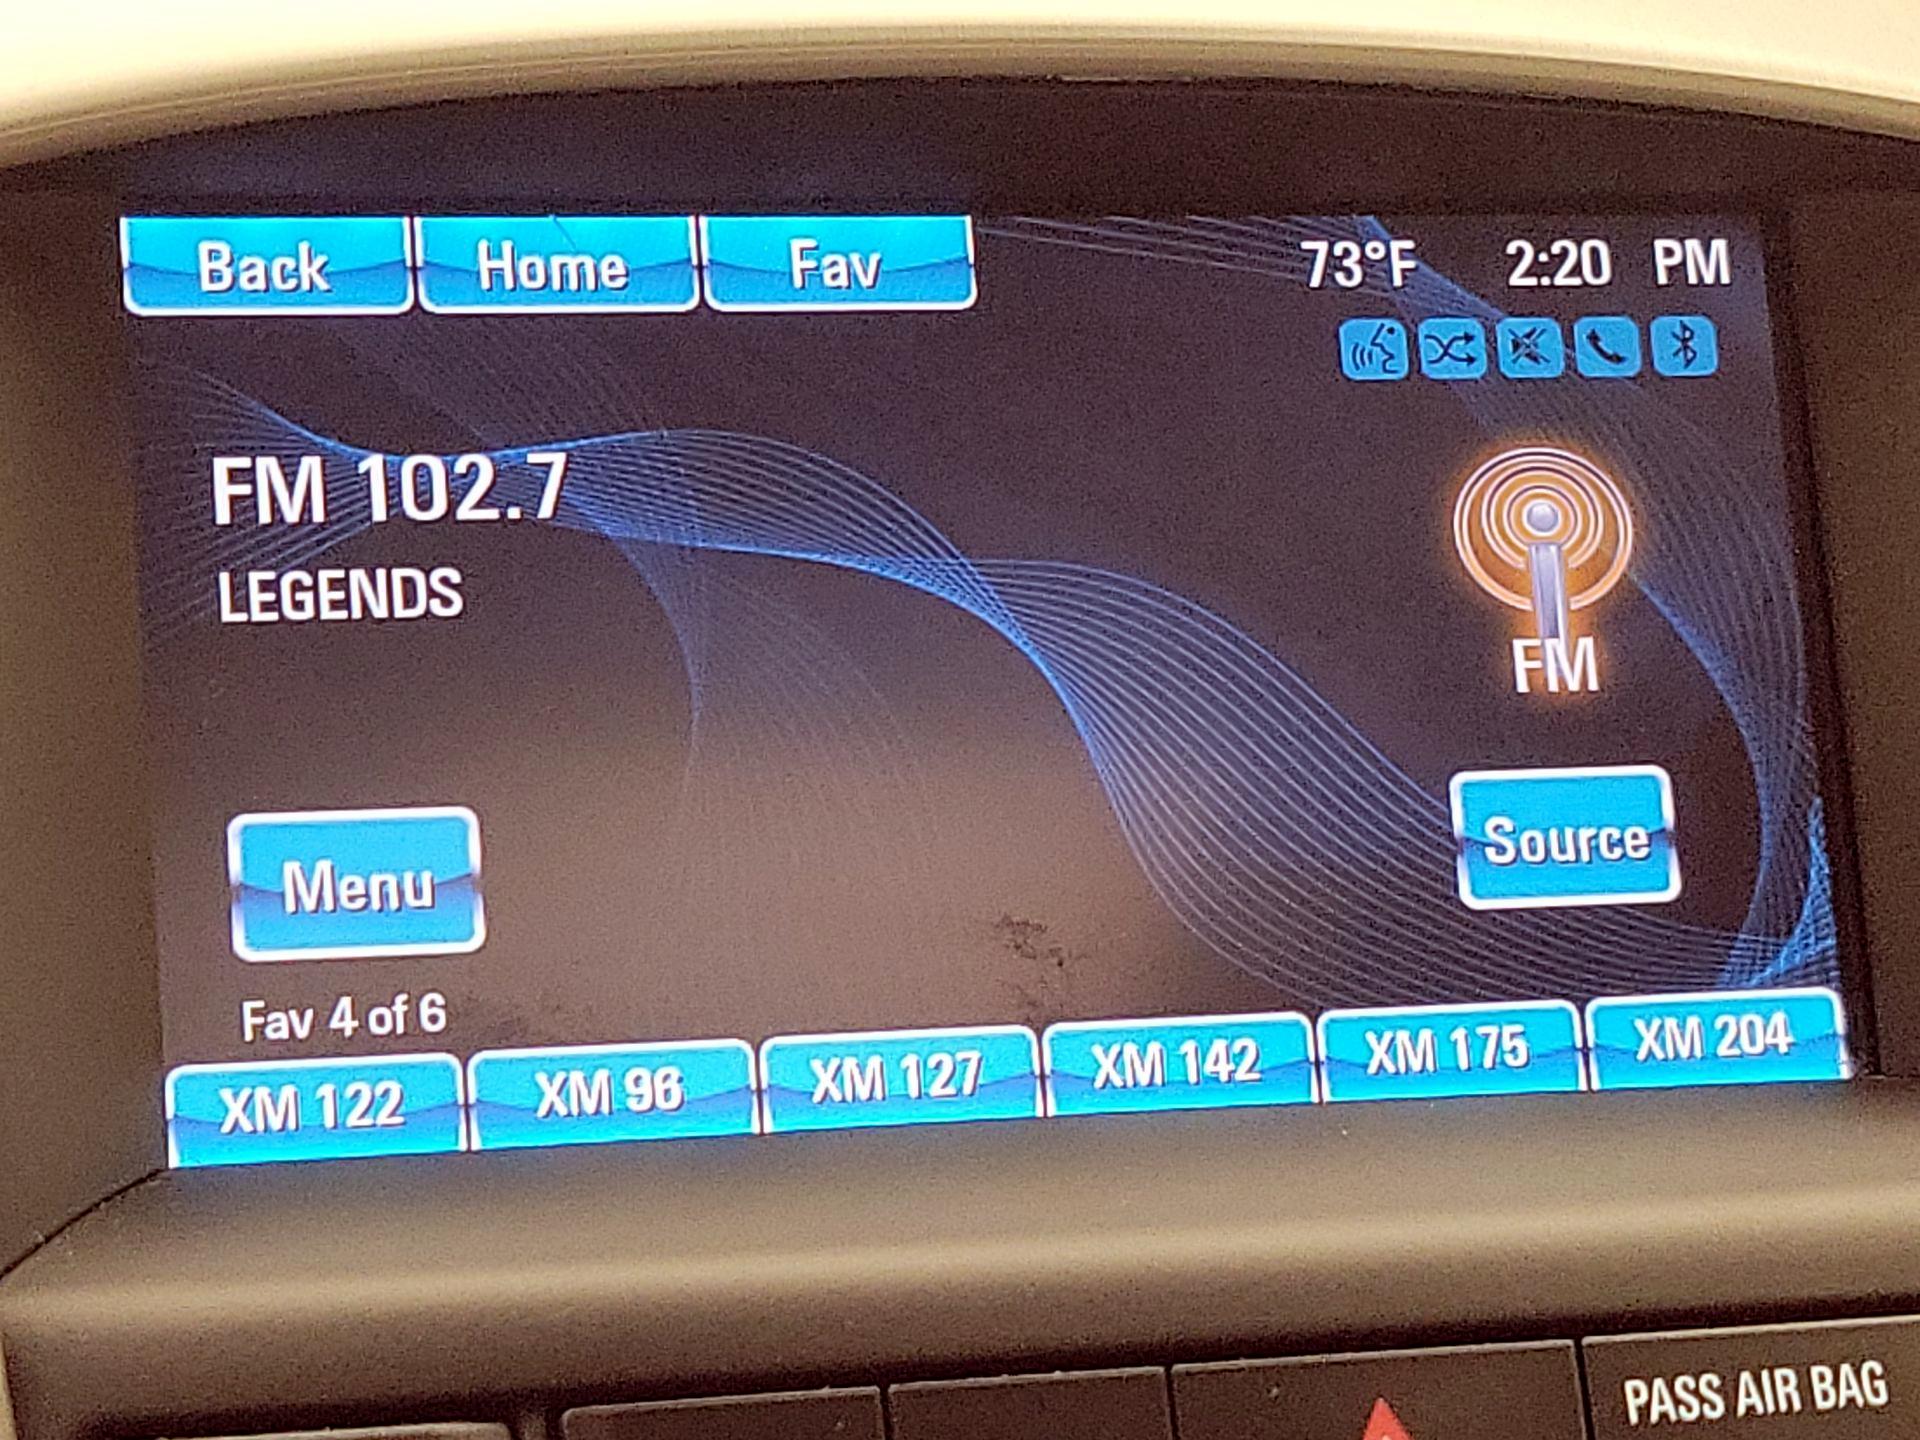 Back Home Fav 73°F 2:20 PM
FM 102.7
LEGENDS
FM
Source
Menu
Fav 4 of 6
XM 122 XM 96 XM 127 XM 142 XM 175 XM 204
PASS AIR BAG